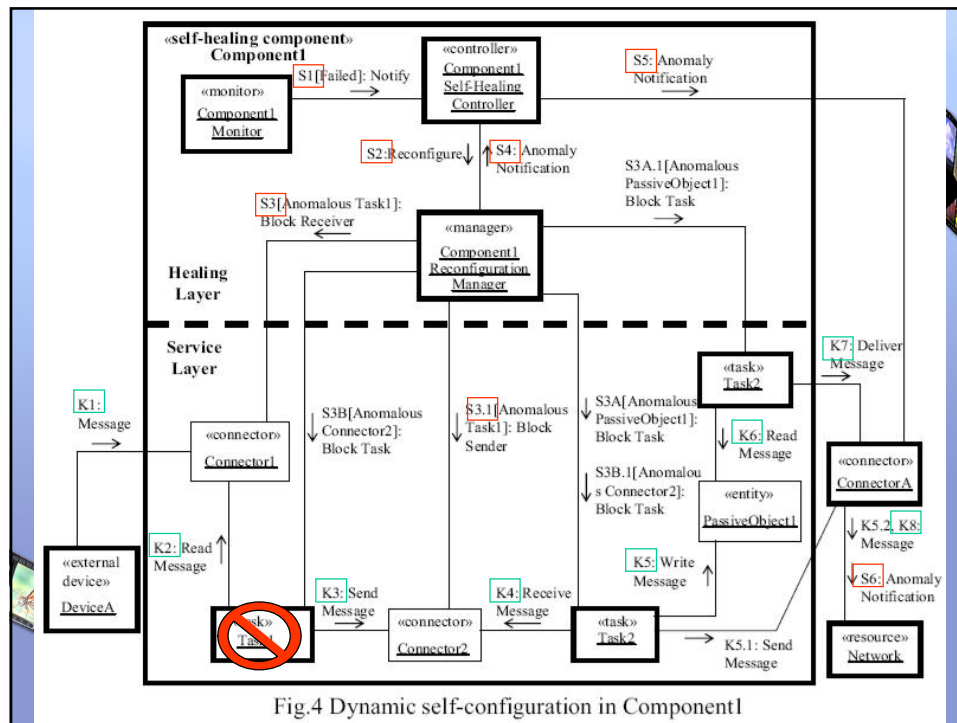 «self-healing component»
Component1
«controller»
Component1
Self-Healing
Controller
S1[Failed]: Notify
S5: Anomaly
Notification
«monitor»
Component1
Monitor
S2:Reconfigure
S4: Anomaly
Notification
S3A.1[Anomalous
PassiveObject1]:
Block Task
S3[Anomalous Task1]:
Block Receiver
«manager»
Component1
Reconfiguration
Manager
Healing
Layer
Service
Layer
K1:
Message
«connector»
Connector1
S3B[Anomalous
Connector2]:
Block Task
S3.1[Anomalous
Task1]: Block
Sender
S3A[Anomalous
PassiveObject1]:
Block Task
S3B.1[Anomalou
s Connector2]:
Block Task
«task»
Task2
K7: Deliver
Message
K6: Read
Message
«entity»
PassiveObject1
«connector»
ConnectorA
K5.2, K8:
Message
S6: Anomaly
Notification
«resource»
Network
«external
device»
DeviceA
K2: Read
Message
K3: Send
Message
K4: Receive
Message
K5: Write
Message
«task»
Task1
«connector»
Connector2
«task»
Task2
K5.1: Send
Message
Fig.4 Dynamic self-configuration in Component1